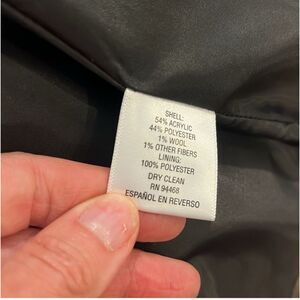 SHELL:
54% ACRYLIC
44% POLYESTER
1% WOOL
1% OTHER FIBERS
LINING:
100% POLYESTER
DRY CLEAN
RN 94468
ESPAÑOL EN REVERSO